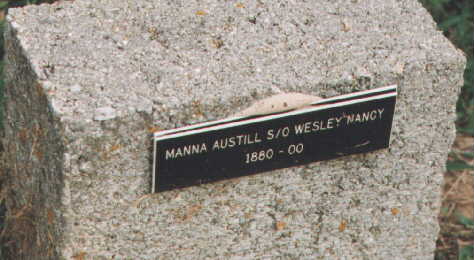 MANNA AUSTILL S/O WESLEY NANCY
1880 - 00